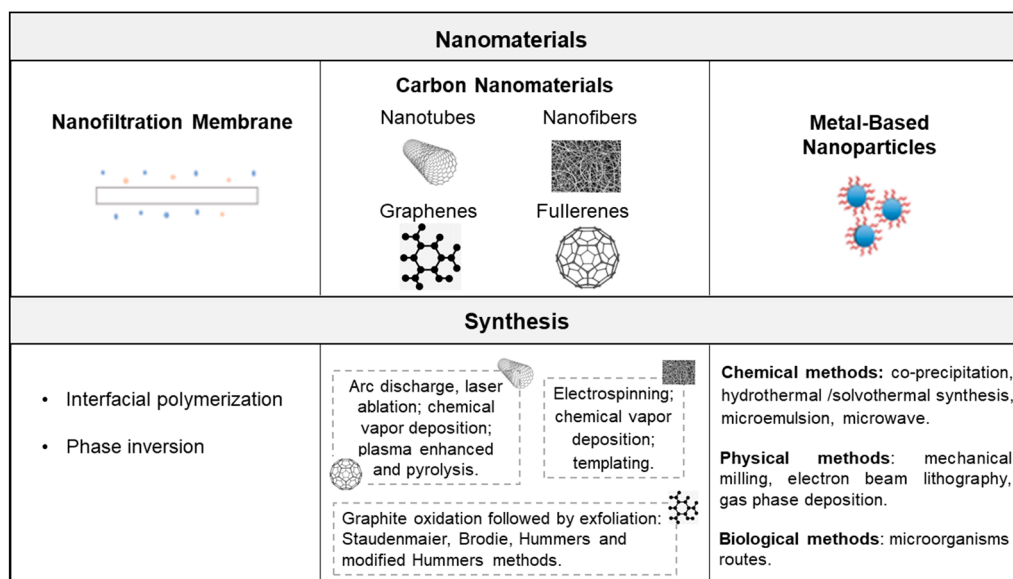 Nanomaterials
Nanofiltration Membrane
Carbon Nanomaterials
Nanotubes
Nanofibers
Graphenes
Fullerenes
Metal-Based
Nanoparticles
Synthesis
• Interfacial polymerization
• Phase inversion
Arc discharge, laser
ablation; chemical
vapor deposition;
plasma enhanced
and pyrolysis.
Electrospinning;
chemical vapor
deposition;
templating.
Graphite oxidation followed by exfoliation:
Staudenmaier, Brodie, Hummers and
modified Hummers methods.
Chemical methods: co-precipitation,
hydrothermal /solvothermal synthesis,
microemulsion, microwave.
Physical methods: mechanical
milling, electron beam lithography,
gas phase deposition.
Biological methods: microorganisms
routes.